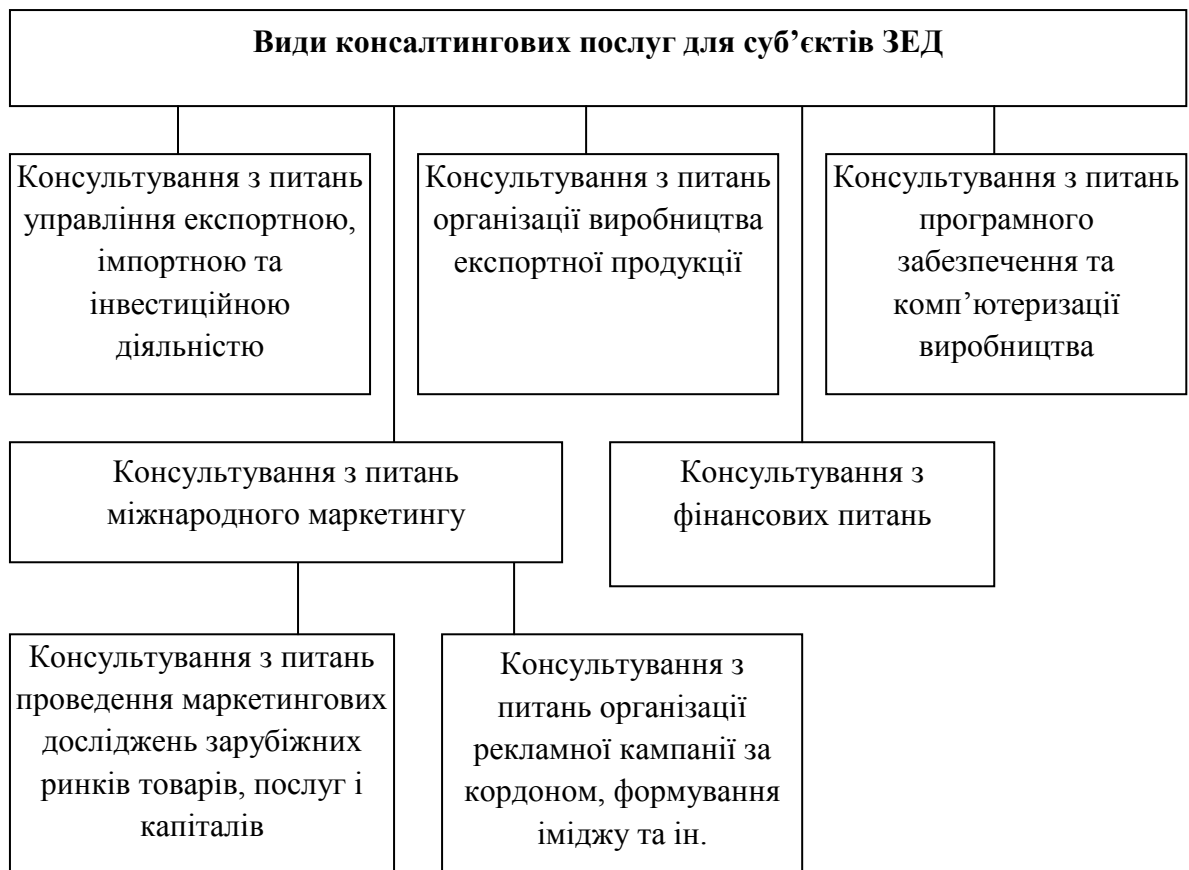 Види консалтингових послуг для суб’єктів ЗЕД
Консультування з питань
управління експортною,
імпортною та
інвестиційною
діяльністю
Консультування з питань
організації виробництва
експортної продукції
Консультування з питань
програмного
забезпечення та
комп’ютеризації
виробництва
Консультування з питань
міжнародного маркетингу
Консультування з
фінансових питань
Консультування з питань
проведення маркетингових
досліджень зарубіжних
ринків товарів, послуг і
капіталів
Консультування з
питань організації
рекламної кампанії за
кордоном, формування
іміджу та ін.